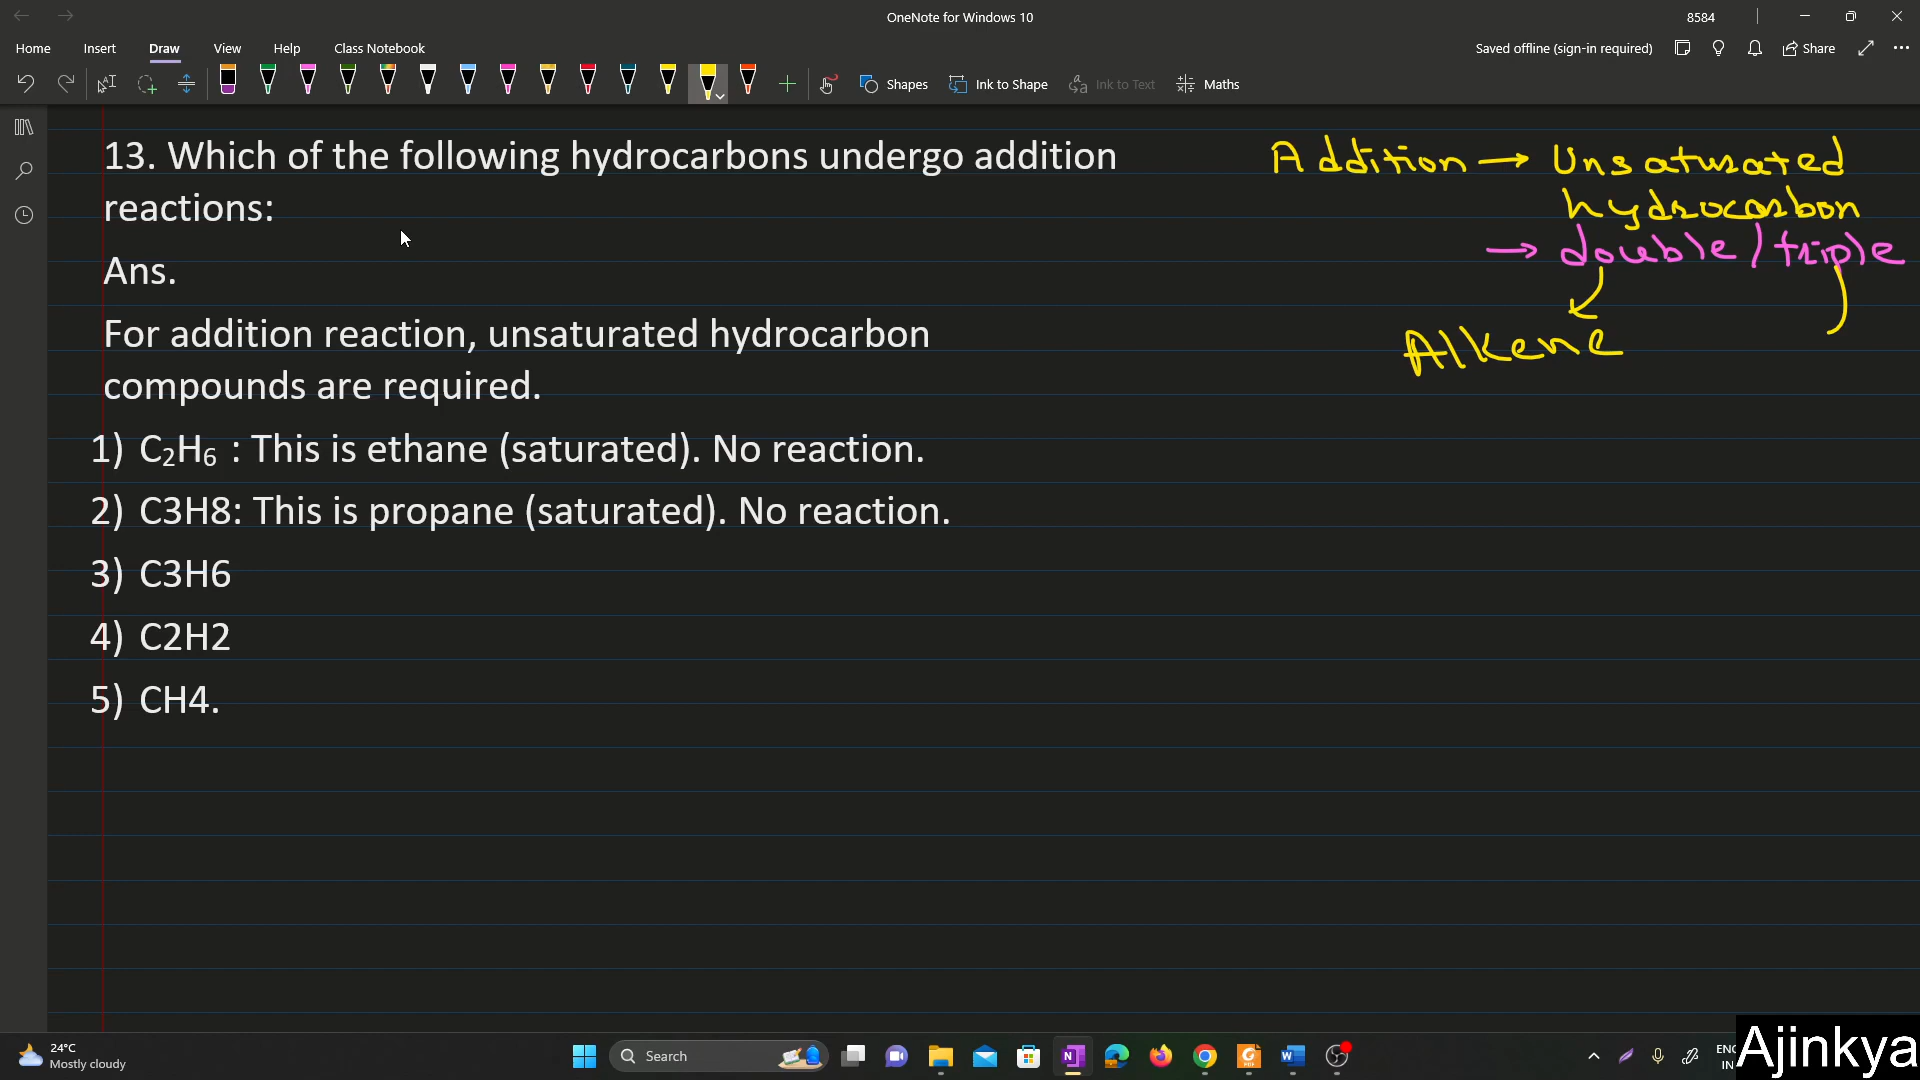 OneNote for Windows 10
8584
Home Insert Draw View Help Class Notebook
Saved offline (sign-in required) Share
Shapes Ink to Shape Ink to Text Maths
13. Which of the following hydrocarbons undergo addition
reactions:
Ans.
For addition reaction, unsaturated hydrocarbon
compounds are required.
1) C₂H₆ : This is ethane (saturated). No reaction.
2) C3H8: This is propane (saturated). No reaction.
3) C3H6
4) C2H2
5) CH4.
Addition → Unsaturated
hydrocarbon
→ double / triple
Alkene
24°C
Mostly cloudy
Search
ENG
IN
Ajinkya